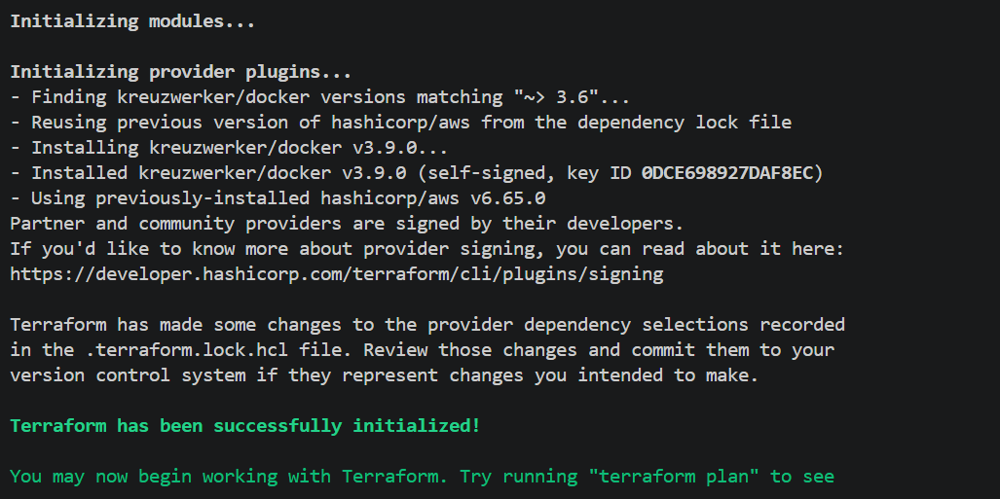 Initializing modules...
Initializing provider plugins...
- Finding kreuzwerker/docker versions matching "~> 3.6"...
- Reusing previous version of hashicorp/aws from the dependency lock file
- Installing kreuzwerker/docker v3.9.0...
- Installed kreuzwerker/docker v3.9.0 (self-signed, key ID 0DCE698927DAF8EC)
- Using previously-installed hashicorp/aws v6.65.0
Partner and community providers are signed by their developers.
If you'd like to know more about provider signing, you can read about it here:
https://developer.hashicorp.com/terraform/cli/plugins/signing
Terraform has made some changes to the provider dependency selections recorded
in the .terraform.lock.hcl file. Review those changes and commit them to your
version control system if they represent changes you intended to make.
Terraform has been successfully initialized!
You may now begin working with Terraform. Try running "terraform plan" to see